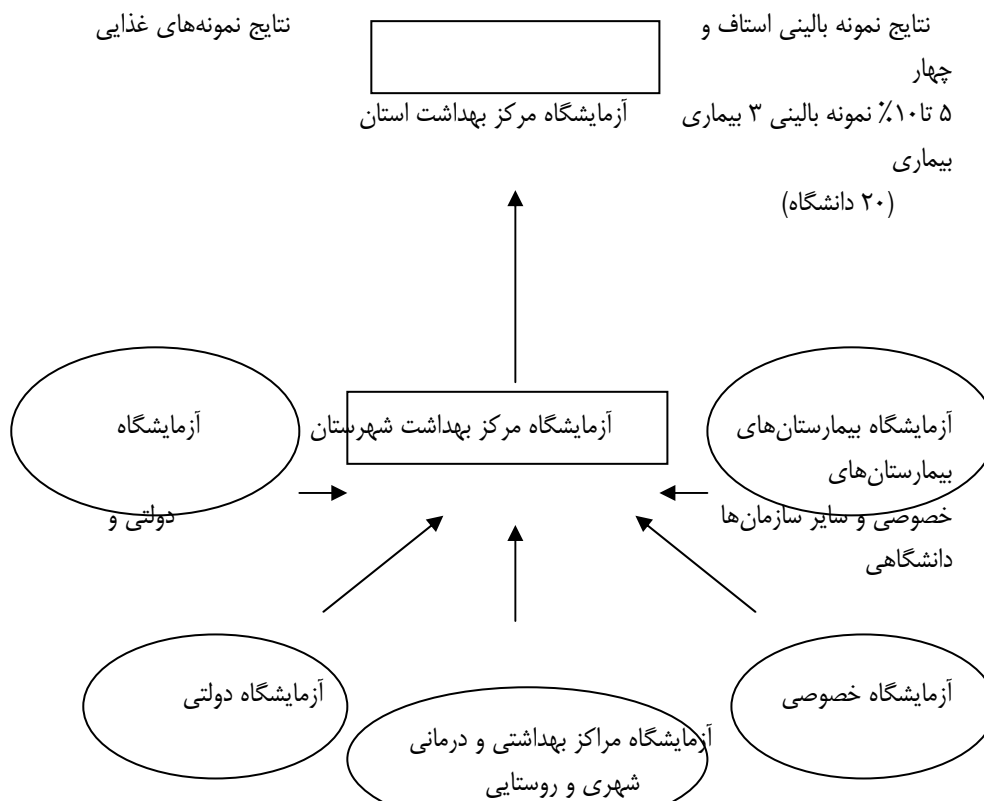 نتایج نمونه بالینی استاف و نتایج نمونه‌های غذایی
چهار
۵ تا۱۰٪ نمونه بالینی ۳ بیماری آزمایشگاه مرکز بهداشت استان
بیماری
(۲۰ دانشگاه)
آزمایشگاه بیمارستان‌های آزمایشگاه مرکز بهداشت شهرستان آزمایشگاه
بیمارستان‌های
خصوصی و سایر سازمان‌ها دولتی و
دانشگاهی
آزمایشگاه خصوصی آزمایشگاه دولتی
آزمایشگاه مراکز بهداشتی و درمانی
شهری و روستایی